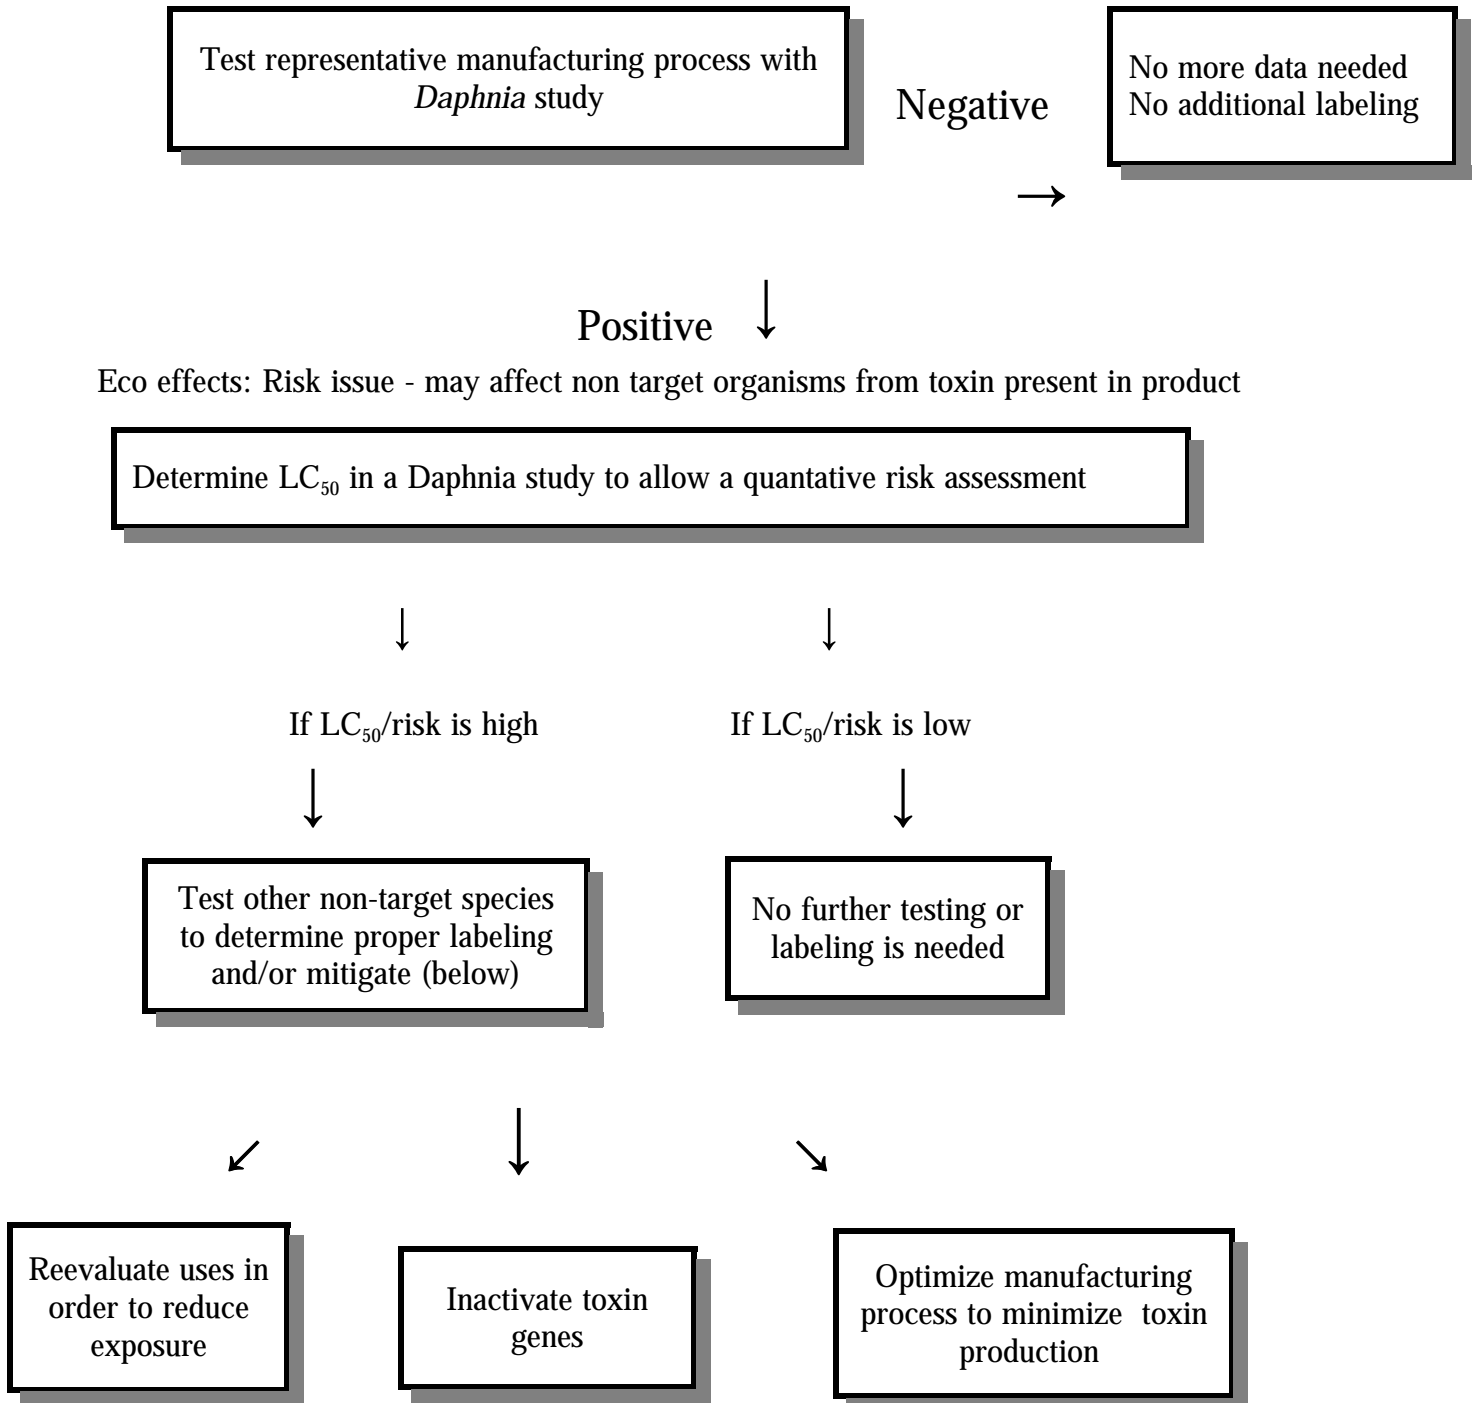 Test representative manufacturing process with
Daphnia study
Negative
No more data needed
No additional labeling
→
↓
Positive
Eco effects: Risk issue - may affect non target organisms from toxin present in product
Determine LC₅₀ in a Daphnia study to allow a quantative risk assessment
↓ ↓
If LC₅₀/risk is high
If LC₅₀/risk is low
↓ ↓
Test other non-target species
to determine proper labeling
and/or mitigate (below)
No further testing or
labeling is needed
↙ ↓ ↘
Reevaluate uses in
order to reduce
exposure
Inactivate toxin
genes
Optimize manufacturing
process to minimize toxin
production